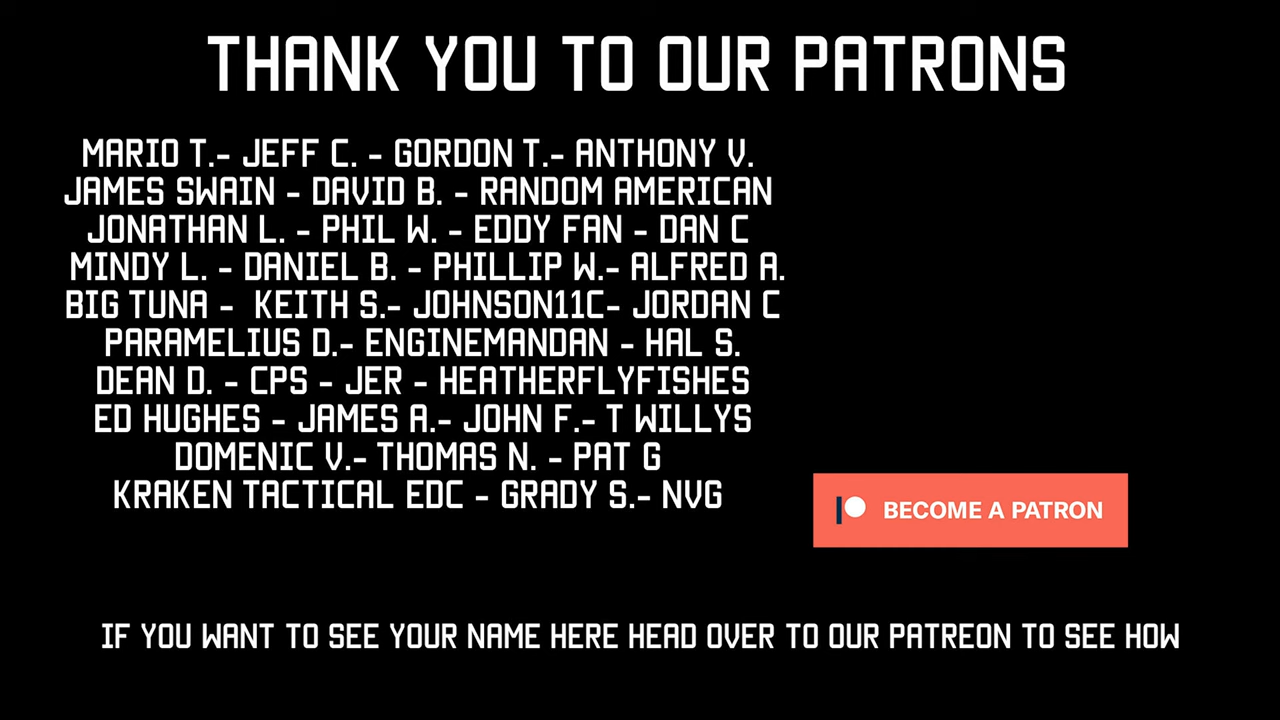 THANK YOU TO OUR PATRONS
MARIO T.- JEFF C. - GORDON T.- ANTHONY V.
JAMES SWAIN - DAVID B. - RANDOM AMERICAN
JONATHAN L. - PHIL W. - EDDY FAN - DAN C
MINDY L. - DANIEL B. - PHILLIP W.- ALFRED A.
BIG TUNA - KEITH S.- JOHNSON11C- JORDAN C
PARAMELIUS D.- ENGINEMANDAN - HAL S.
DEAN D. - CPS - JER - HEATHERFLYFISHES
ED HUGHES - JAMES A.- JOHN F.- T WILLYS
DOMENIC V.- THOMAS N. - PAT G
KRAKEN TACTICAL EDC - GRADY S.- NVG
BECOME A PATRON
IF YOU WANT TO SEE YOUR NAME HERE HEAD OVER TO OUR PATREON TO SEE HOW